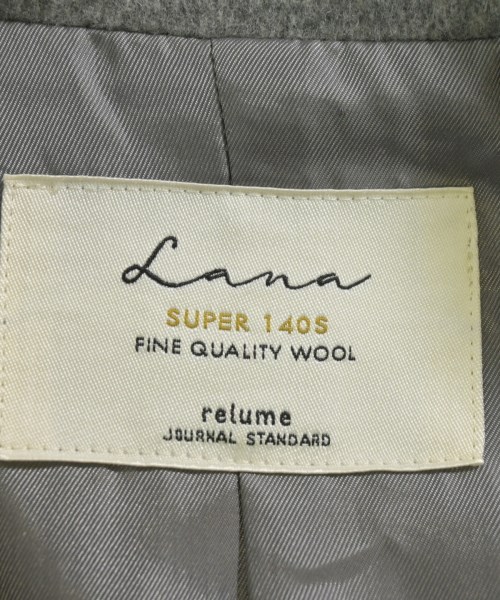 Lana
SUPER 140S
FINE QUALITY WOOL
relume
JOURNAL STANDARD